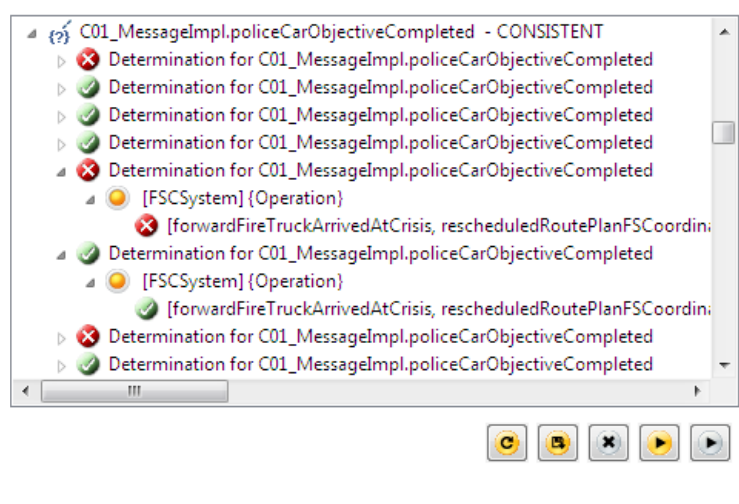 {?} C01_MessageImpl.policeCarObjectiveCompleted - CONSISTENT
Determination for C01_MessageImpl.policeCarObjectiveCompleted
Determination for C01_MessageImpl.policeCarObjectiveCompleted
Determination for C01_MessageImpl.policeCarObjectiveCompleted
Determination for C01_MessageImpl.policeCarObjectiveCompleted
Determination for C01_MessageImpl.policeCarObjectiveCompleted
[FSCSystem] {Operation}
[forwardFireTruckArrivedAtCrisis, rescheduledRoutePlanFSCoordina
Determination for C01_MessageImpl.policeCarObjectiveCompleted
[FSCSystem] {Operation}
[forwardFireTruckArrivedAtCrisis, rescheduledRoutePlanFSCoordina
Determination for C01_MessageImpl.policeCarObjectiveCompleted
Determination for C01_MessageImpl.policeCarObjectiveCompleted